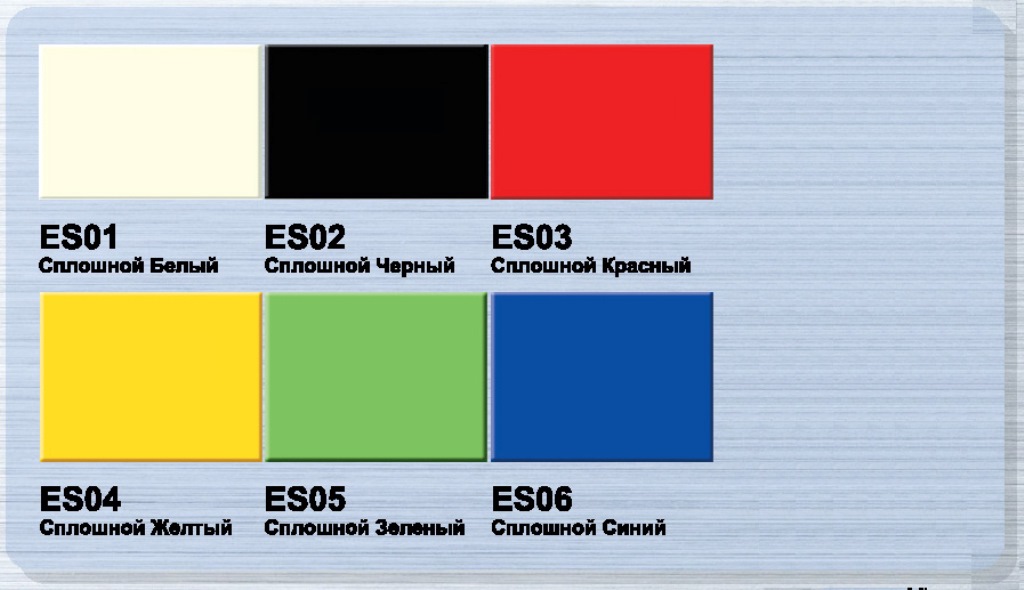 ES01 ES02 ES03
Сплошной Белый Сплошной Черный Сплошной Красный
ES04 ES05 ES06
Сплошной Желтый Сплошной Зеленый Сплошной Синий